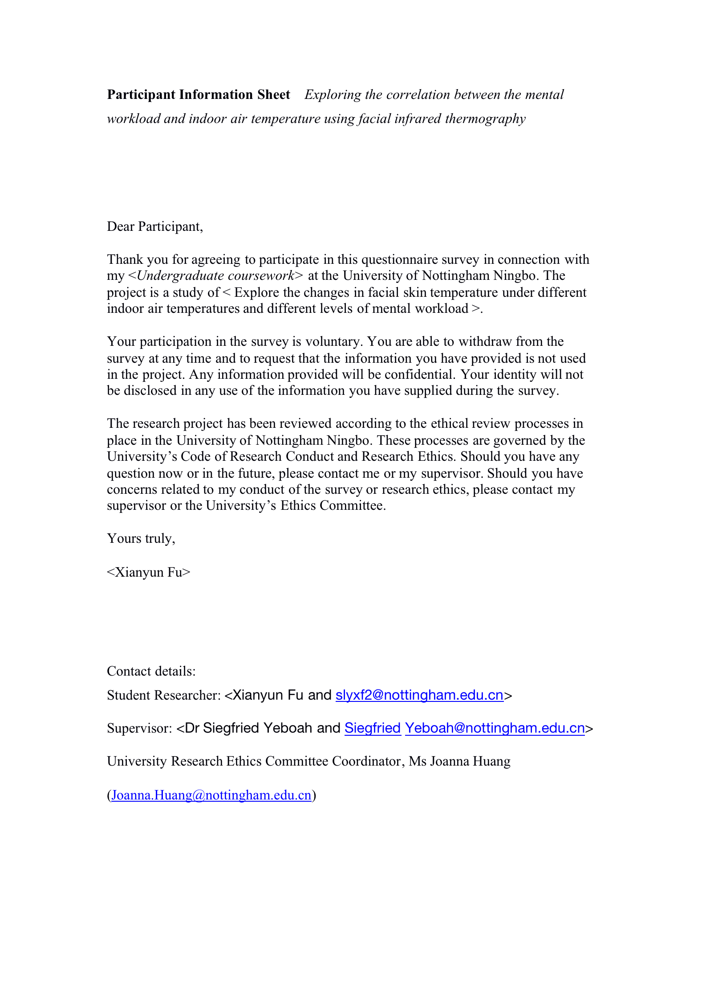 Participant Information Sheet Exploring the correlation between the mental
workload and indoor air temperature using facial infrared thermography
Dear Participant,
Thank you for agreeing to participate in this questionnaire survey in connection with
my <Undergraduate coursework> at the University of Nottingham Ningbo. The
project is a study of < Explore the changes in facial skin temperature under different
indoor air temperatures and different levels of mental workload >.
Your participation in the survey is voluntary. You are able to withdraw from the
survey at any time and to request that the information you have provided is not used
in the project. Any information provided will be confidential. Your identity will not
be disclosed in any use of the information you have supplied during the survey.
The research project has been reviewed according to the ethical review processes in
place in the University of Nottingham Ningbo. These processes are governed by the
University’s Code of Research Conduct and Research Ethics. Should you have any
question now or in the future, please contact me or my supervisor. Should you have
concerns related to my conduct of the survey or research ethics, please contact my
supervisor or the University’s Ethics Committee.
Yours truly,
<Xianyun Fu>
Contact details:
Student Researcher: <Xianyun Fu and slyxf2@nottingham.edu.cn>
Supervisor: <Dr Siegfried Yeboah and Siegfried Yeboah@nottingham.edu.cn>
University Research Ethics Committee Coordinator, Ms Joanna Huang
(Joanna.Huang@nottingham.edu.cn)